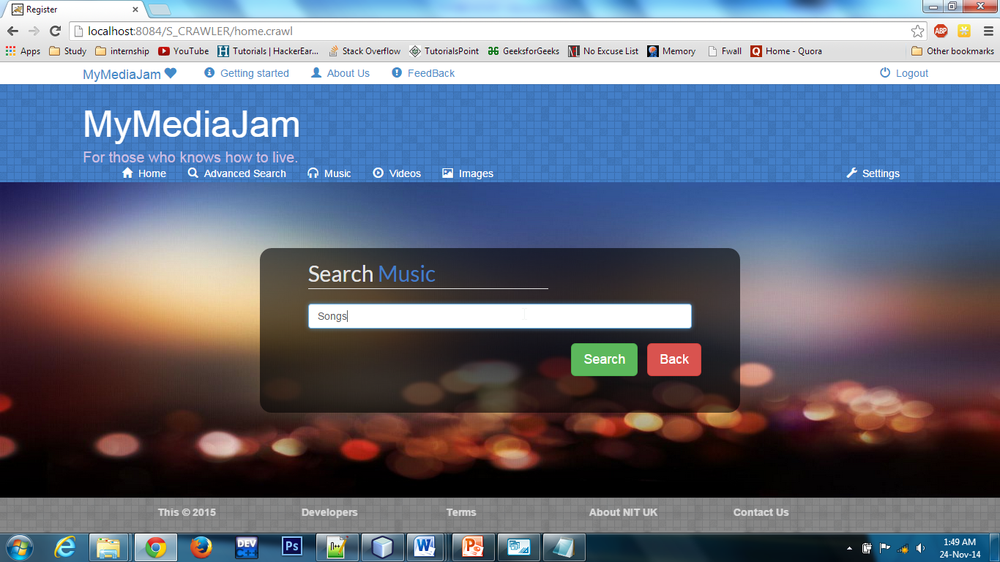 Register
localhost:8084/S_CRAWLER/home.crawl
ABP
Apps Study internship YouTube Tutorials | HackerEar... Stack Overflow TutorialsPoint GeeksforGeeks No Excuse List Memory Fwall Home - Quora Other bookmarks
MyMediaJam Getting started About Us FeedBack Logout
MyMediaJam
For those who knows how to live.
Home Advanced Search Music Videos Images Settings
Search Music
Songs
Search Back
This © 2015 Developers Terms About NIT UK Contact Us
DEV C++ Ps
1:49 AM
24-Nov-14